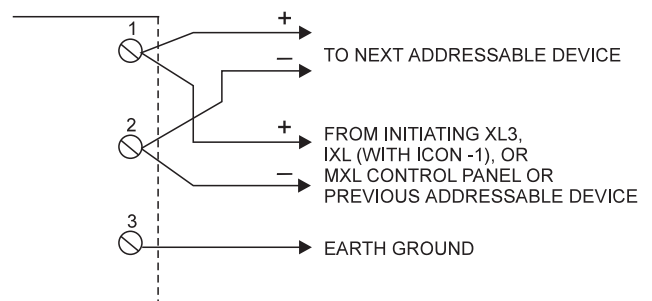 1
+
–
TO NEXT ADDRESSABLE DEVICE
2
+
–
FROM INITIATING XL3,
IXL (WITH ICON -1), OR
MXL CONTROL PANEL OR
PREVIOUS ADDRESSABLE DEVICE
3
EARTH GROUND